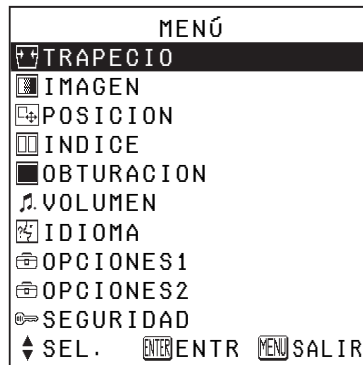 MENÚ
TRAPECIO
IMAGEN
POSICION
INDICE
OBTURACION
VOLUMEN
IDIOMA
OPCIONES1
OPCIONES2
SEGURIDAD
SEL. ENTER ENTR MENU SALIR